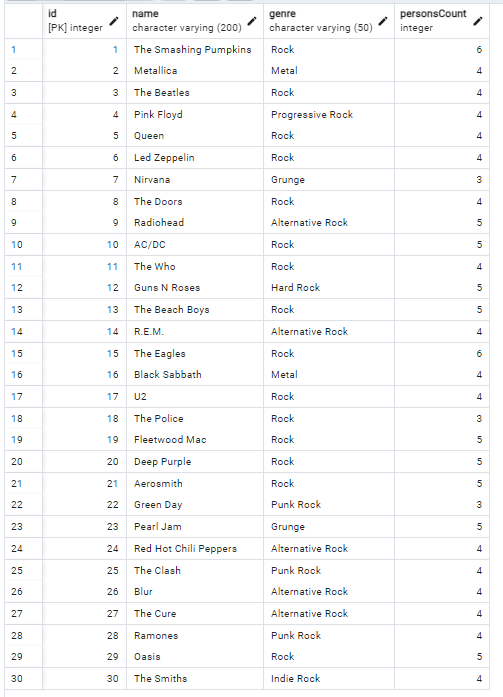 id name genre personsCount
[PK] integer character varying (200) character varying (50) integer
1 1 The Smashing Pumpkins Rock 6
2 2 Metallica Metal 4
3 3 The Beatles Rock 4
4 4 Pink Floyd Progressive Rock 4
5 5 Queen Rock 4
6 6 Led Zeppelin Rock 4
7 7 Nirvana Grunge 3
8 8 The Doors Rock 4
9 9 Radiohead Alternative Rock 5
10 10 AC/DC Rock 5
11 11 The Who Rock 4
12 12 Guns N Roses Hard Rock 5
13 13 The Beach Boys Rock 5
14 14 R.E.M. Alternative Rock 4
15 15 The Eagles Rock 6
16 16 Black Sabbath Metal 4
17 17 U2 Rock 4
18 18 The Police Rock 3
19 19 Fleetwood Mac Rock 5
20 20 Deep Purple Rock 5
21 21 Aerosmith Rock 5
22 22 Green Day Punk Rock 3
23 23 Pearl Jam Grunge 5
24 24 Red Hot Chili Peppers Alternative Rock 4
25 25 The Clash Punk Rock 4
26 26 Blur Alternative Rock 4
27 27 The Cure Alternative Rock 4
28 28 Ramones Punk Rock 4
29 29 Oasis Rock 5
30 30 The Smiths Indie Rock 4